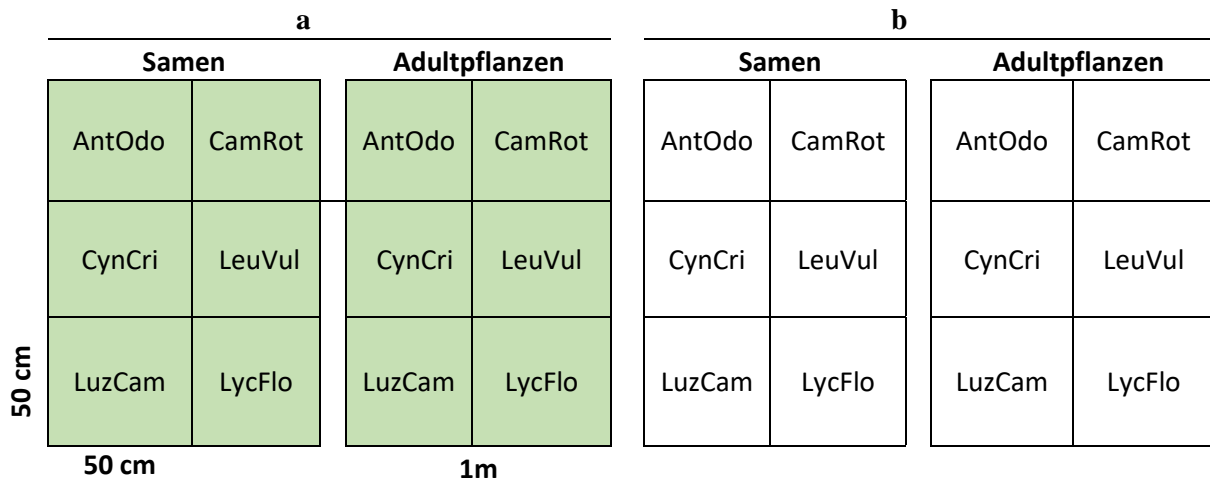 a b
Samen Adultpflanzen Samen Adultpflanzen
AntOdo CamRot AntOdo CamRot AntOdo CamRot AntOdo CamRot
CynCri LeuVul CynCri LeuVul CynCri LeuVul CynCri LeuVul
LuzCam LycFlo LuzCam LycFlo LuzCam LycFlo LuzCam LycFlo
50 cm
50 cm 1m